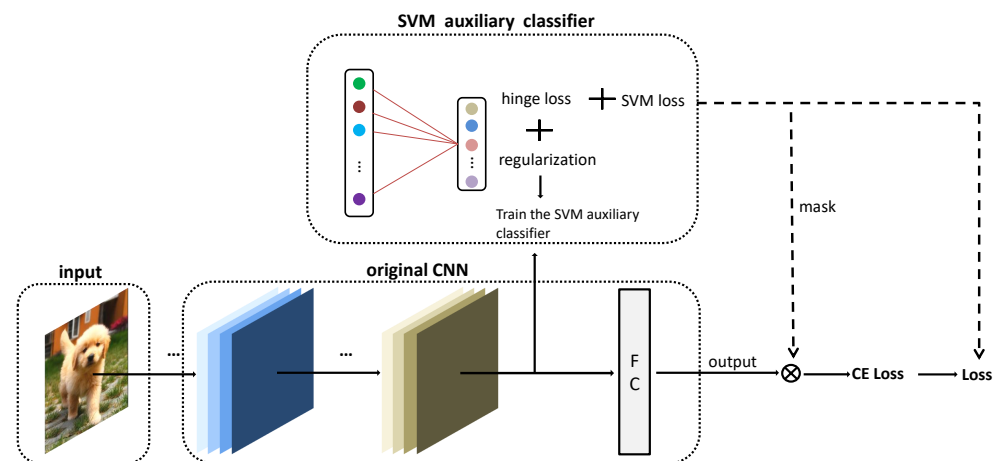 SVM auxiliary classifier
hinge loss
SVM loss
...
regularization
...
Train the SVM auxiliary
classifier
mask
input
original CNN
...
...
F
C
output
CE Loss
Loss